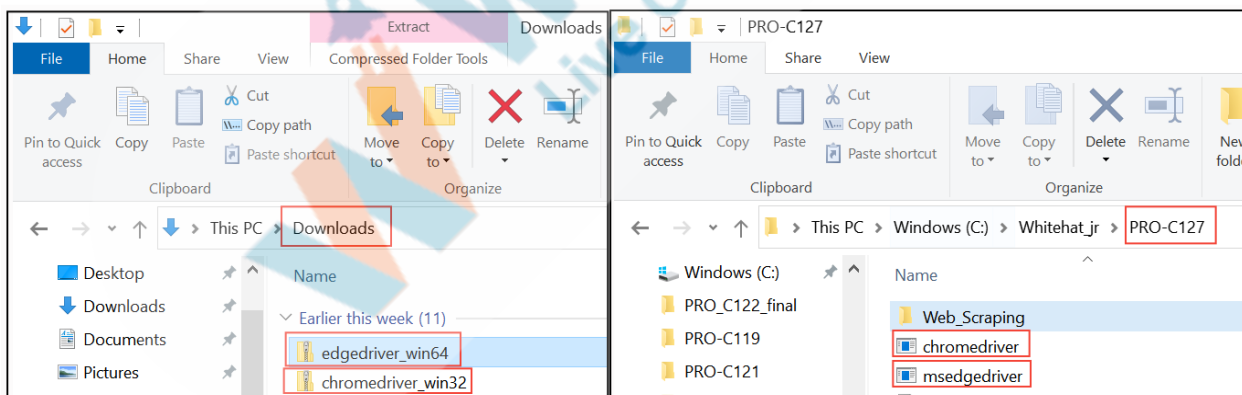 Extract
Downloads
File
Home
Share
View
Compressed Folder Tools
Pin to Quick access
Copy
Paste
Cut
Copy path
Paste shortcut
Move to
Copy to
Delete
Rename
Clipboard
Organize
This PC > Downloads
Desktop
Downloads
Documents
Pictures
Name
Earlier this week (11)
edgedriver_win64
chromedriver_win32
PRO-C127
File
Home
Share
View
Pin to Quick access
Copy
Paste
Cut
Copy path
Paste shortcut
Move to
Copy to
Delete
Rename
Clipboard
Organize
This PC > Windows (C:) > Whitehat_jr > PRO-C127
Windows (C:)
PRO_C122_final
PRO-C119
PRO-C121
Name
Web_Scraping
chromedriver
msedgedriver
Live